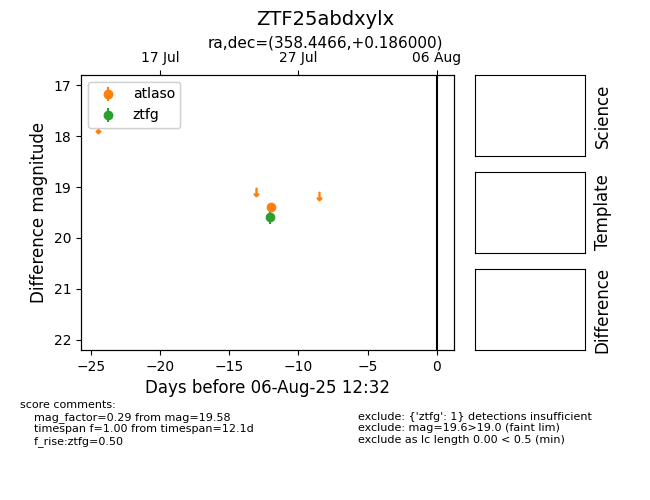 ZTF25abdxylx
ra,dec=(358.4466,+0.186000)
17 Jul 27 Jul 06 Aug
atlaso
ztfg
17
18
19
20
21
22
Difference magnitude
−25 −20 −15 −10 −5 0
Days before 06-Aug-25 12:32
Science
Template
Difference
score comments:
mag_factor=0.29 from mag=19.58
timespan f=1.00 from timespan=12.1d
f_rise:ztfg=0.50
exclude: {'ztfg': 1} detections insufficient
exclude: mag=19.6>19.0 (faint lim)
exclude as lc length 0.00 < 0.5 (min)